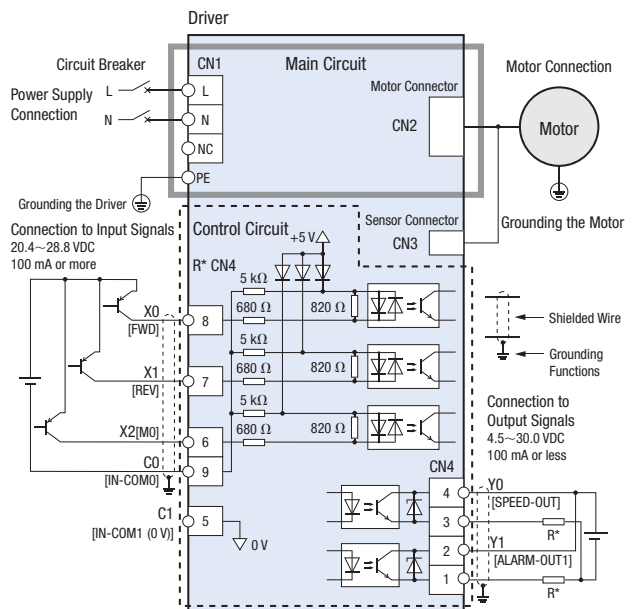 Driver
Circuit Breaker
CN1
Main Circuit
Motor Connection
Power Supply
Connection
L
L
Motor Connector
N
N
CN2
Motor
NC
PE
Grounding the Driver
Connection to Input Signals
20.4~28.8 VDC
100 mA or more
Control Circuit
+5 V
Sensor Connector
CN3
Grounding the Motor
R* CN4
5 kΩ
X0
[FWD]
8
680 Ω
820 Ω
Shielded Wire
5 kΩ
Grounding
Functions
X1
[REV]
7
680 Ω
820 Ω
5 kΩ
Connection to
Output Signals
4.5~30.0 VDC
100 mA or less
X2[M0]
6
680 Ω
820 Ω
C0
[IN-COM0]
9
CN4
4
Y0
[SPEED-OUT]
C1
[IN-COM1 (0 V)]
5
0 V
3
R*
2
Y1
[ALARM-OUT1]
1
R*